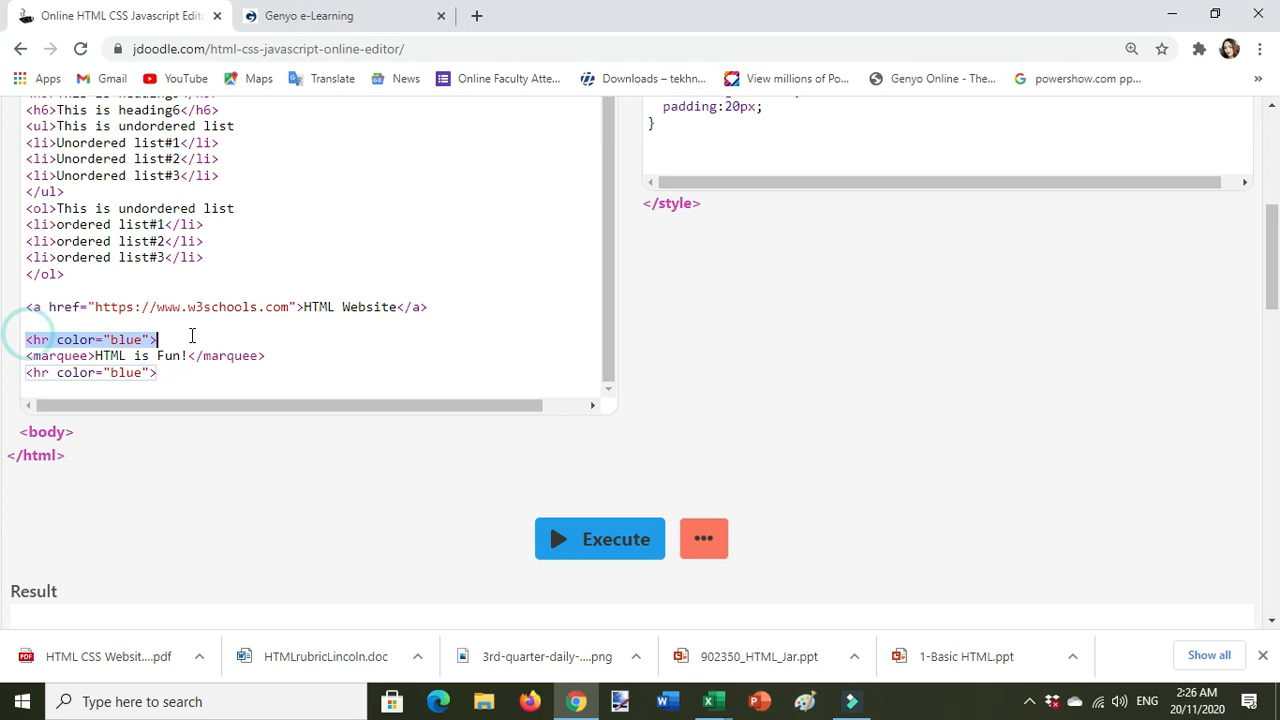 Online HTML CSS Javascript Edito
Genyo e-Learning
jdoodle.com/html-css-javascript-online-editor/
Apps
Gmail
YouTube
Maps
Translate
News
Online Faculty Atte...
Downloads – tekhn...
View millions of Po...
Genyo Online - The...
powershow.com pp...
»
<h6>This is heading6</h6>
<ul>This is undordered list
<li>Unordered list#1</li>
<li>Unordered list#2</li>
<li>Unordered list#3</li>
</ul>
<ol>This is undordered list
<li>ordered list#1</li>
<li>ordered list#2</li>
<li>ordered list#3</li>
</ol>
<a href="https://www.w3schools.com">HTML Website</a>
<hr color="blue">
<marquee>HTML is Fun!</marquee>
<hr color="blue">
<body>
</html>
padding:20px;
}
</style>
Execute
•••
Result
HTML CSS Websit....pdf
HTMLrubricLincoln.doc
3rd-quarter-daily-....png
902350_HTML_Jar.ppt
1-Basic HTML.ppt
Show all
Type here to search
ENG
2:26 AM
20/11/2020